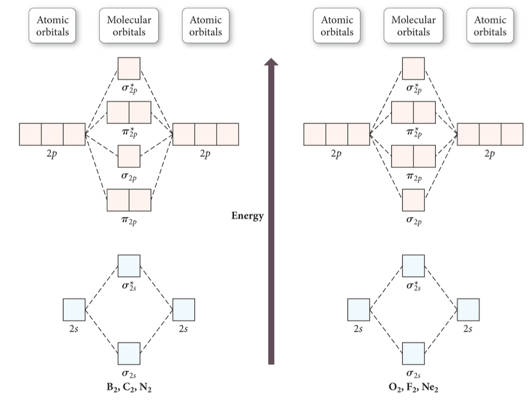 Atomic
orbitals
Molecular
orbitals
Atomic
orbitals
σ*2p
π*2p
2p
2p
σ2p
π2p
σ*2s
2s
2s
σ2s
B2, C2, N2
Energy
Atomic
orbitals
Molecular
orbitals
Atomic
orbitals
σ*2p
π*2p
2p
2p
π2p
σ2p
σ*2s
2s
2s
σ2s
O2, F2, Ne2